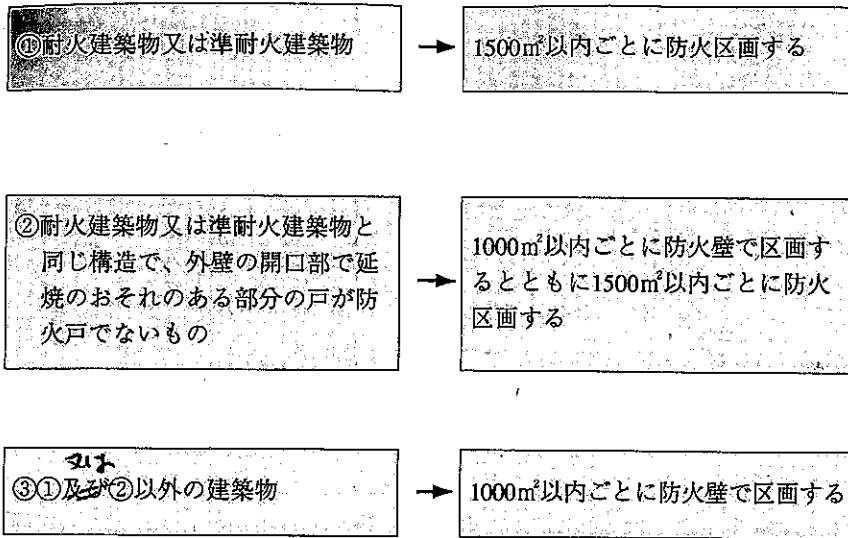 ①耐火建築物又は準耐火建築物
1500㎡以内ごとに防火区画する
②耐火建築物又は準耐火建築物と
同じ構造で、外壁の開口部で延
焼のおそれのある部分の戸が防
火戸でないもの
1000㎡以内ごとに防火壁で区画す
るとともに1500㎡以内ごとに防火
区画する
又は
③①及び②以外の建築物
1000㎡以内ごとに防火壁で区画する